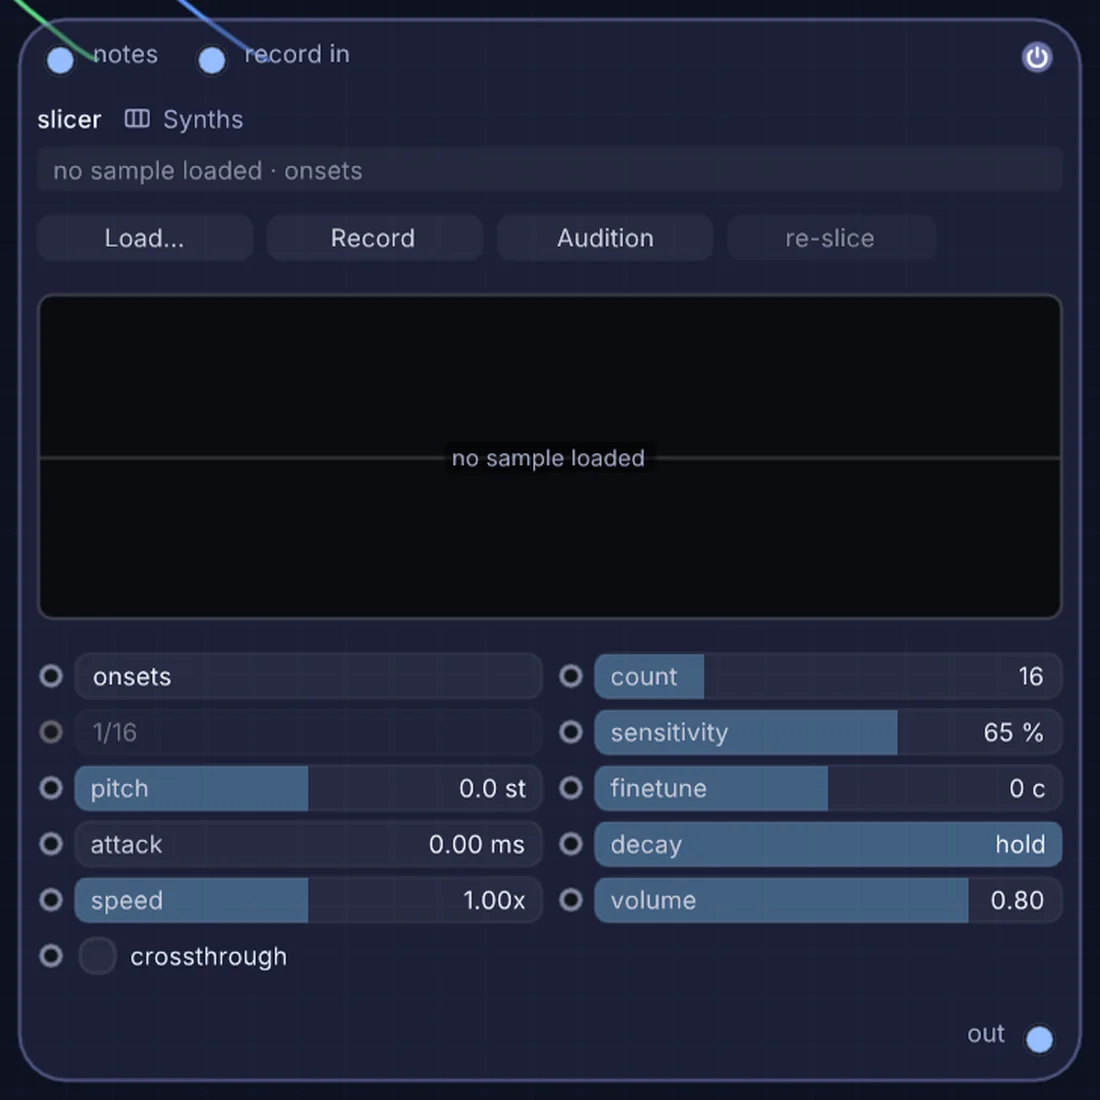 notes record in
slicer Synths
no sample loaded · onsets
Load... Record Audition re-slice
no sample loaded
onsets count 16
1/16 sensitivity 65 %
pitch 0.0 st finetune 0 c
attack 0.00 ms decay hold
speed 1.00x volume 0.80
crossthrough
out